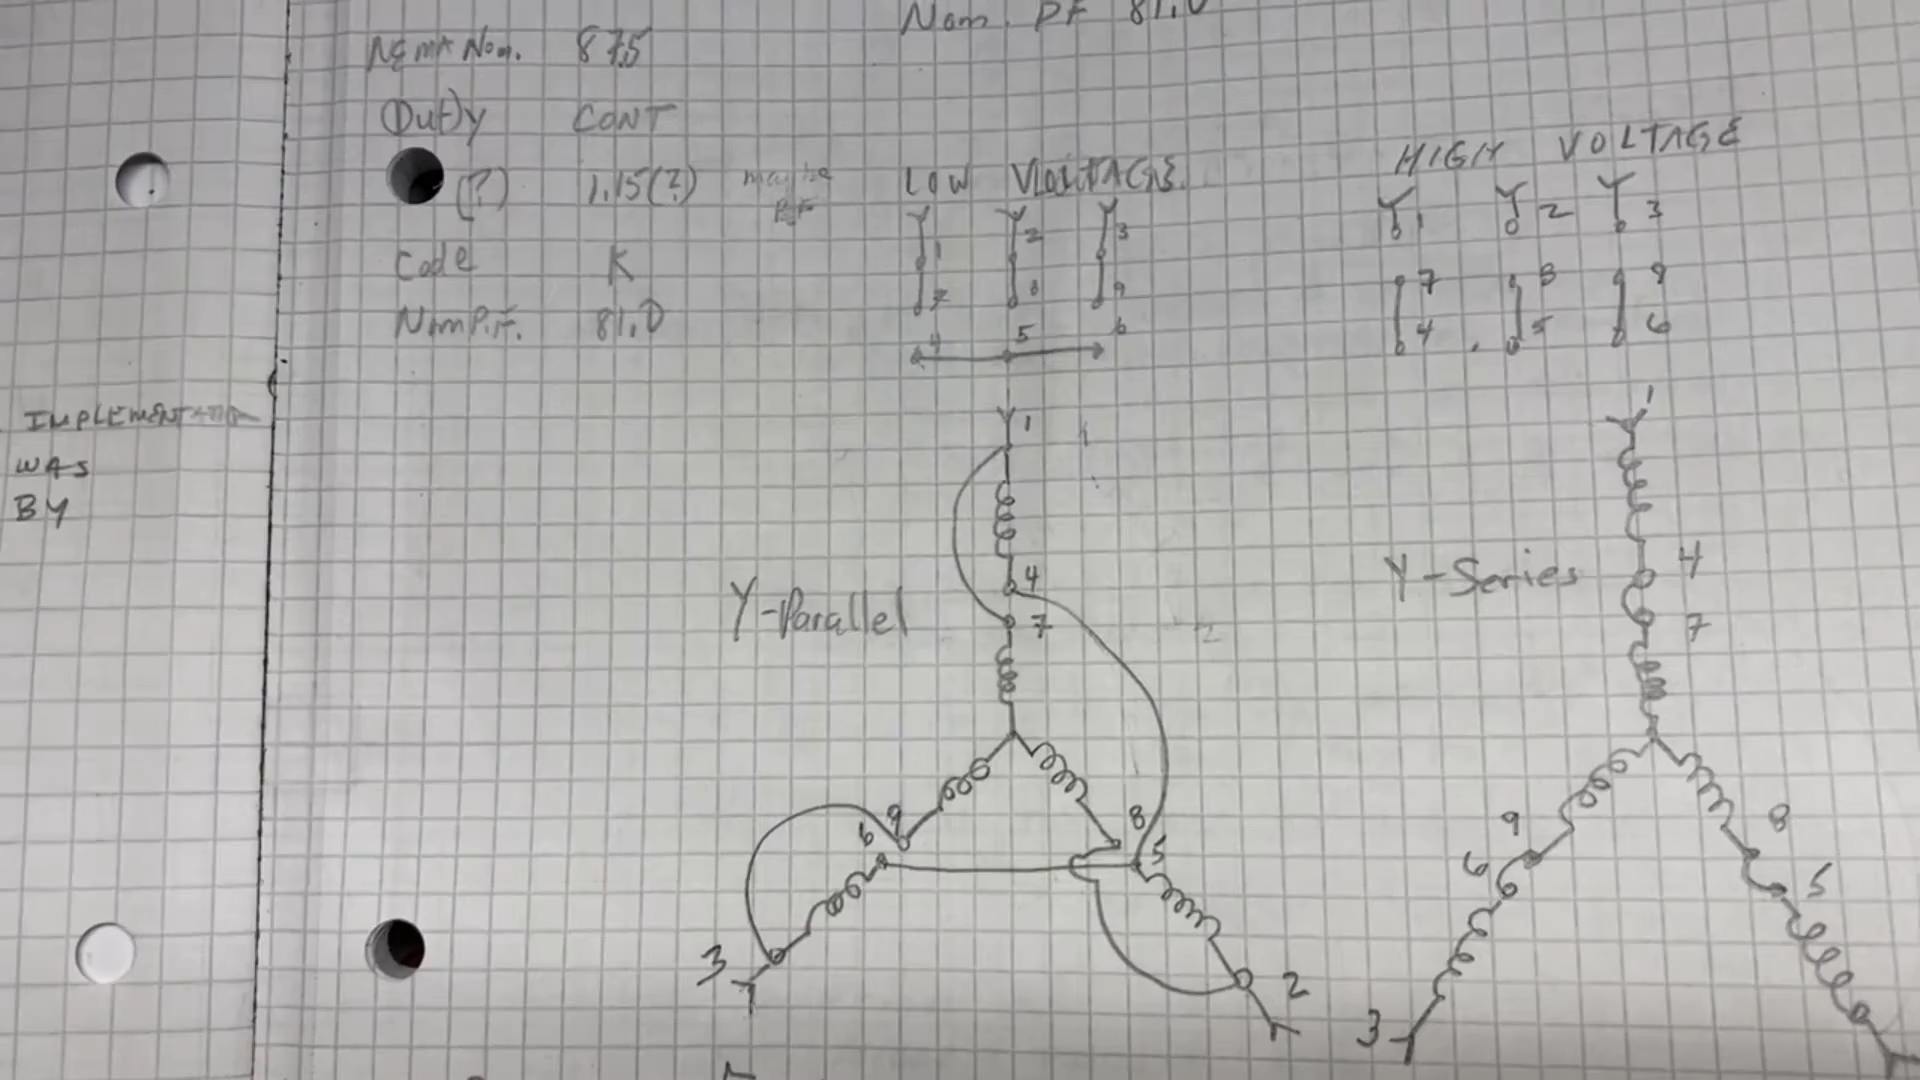 Nom. PF 81.0
NEMA Nom. 87.5
Duty CONT
(?) 1.15(?) maybe
Code K
Nom P.F. 81.0
LOW VOLTAGE
1 2 3
7 8 9
4 5 6
HIGH VOLTAGE
1 2 3
7 8 9
4 5 6
IMPLEMENTATION
WAS
BY
Y-Parallel
1
4
7
9 8
6 5
3 2
Y-Series
1
4
7
9 8
6 5
3